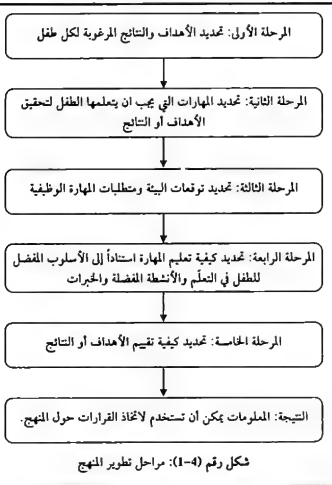 المرحلة الأولى: تحديد الأهداف والنتائج المرغوبة لكل طفل
المرحلة الثانية: تحديد المهارات التي يجب ان يتعلمها الطفل لتحقيق
الأهداف أو النتائج
المرحلة الثالثة: تحديد توقعات البيئة ومتطلبات المهارة الوظيفية
المرحلة الرابعة: تحديد كيفية تعليم المهارة استناداً إلى الأسلوب المفضل
للطفل في التعلّم والأنشطة المفضلة والخبرات
المرحلة الخامسة: تحديد كيفية تقييم الأهداف أو النتائج
النتيجة: المعلومات يمكن أن تستخدم لاتخاذ القرارات حول المنهج.
شكل رقم (4-1): مراحل تطوير المنهج